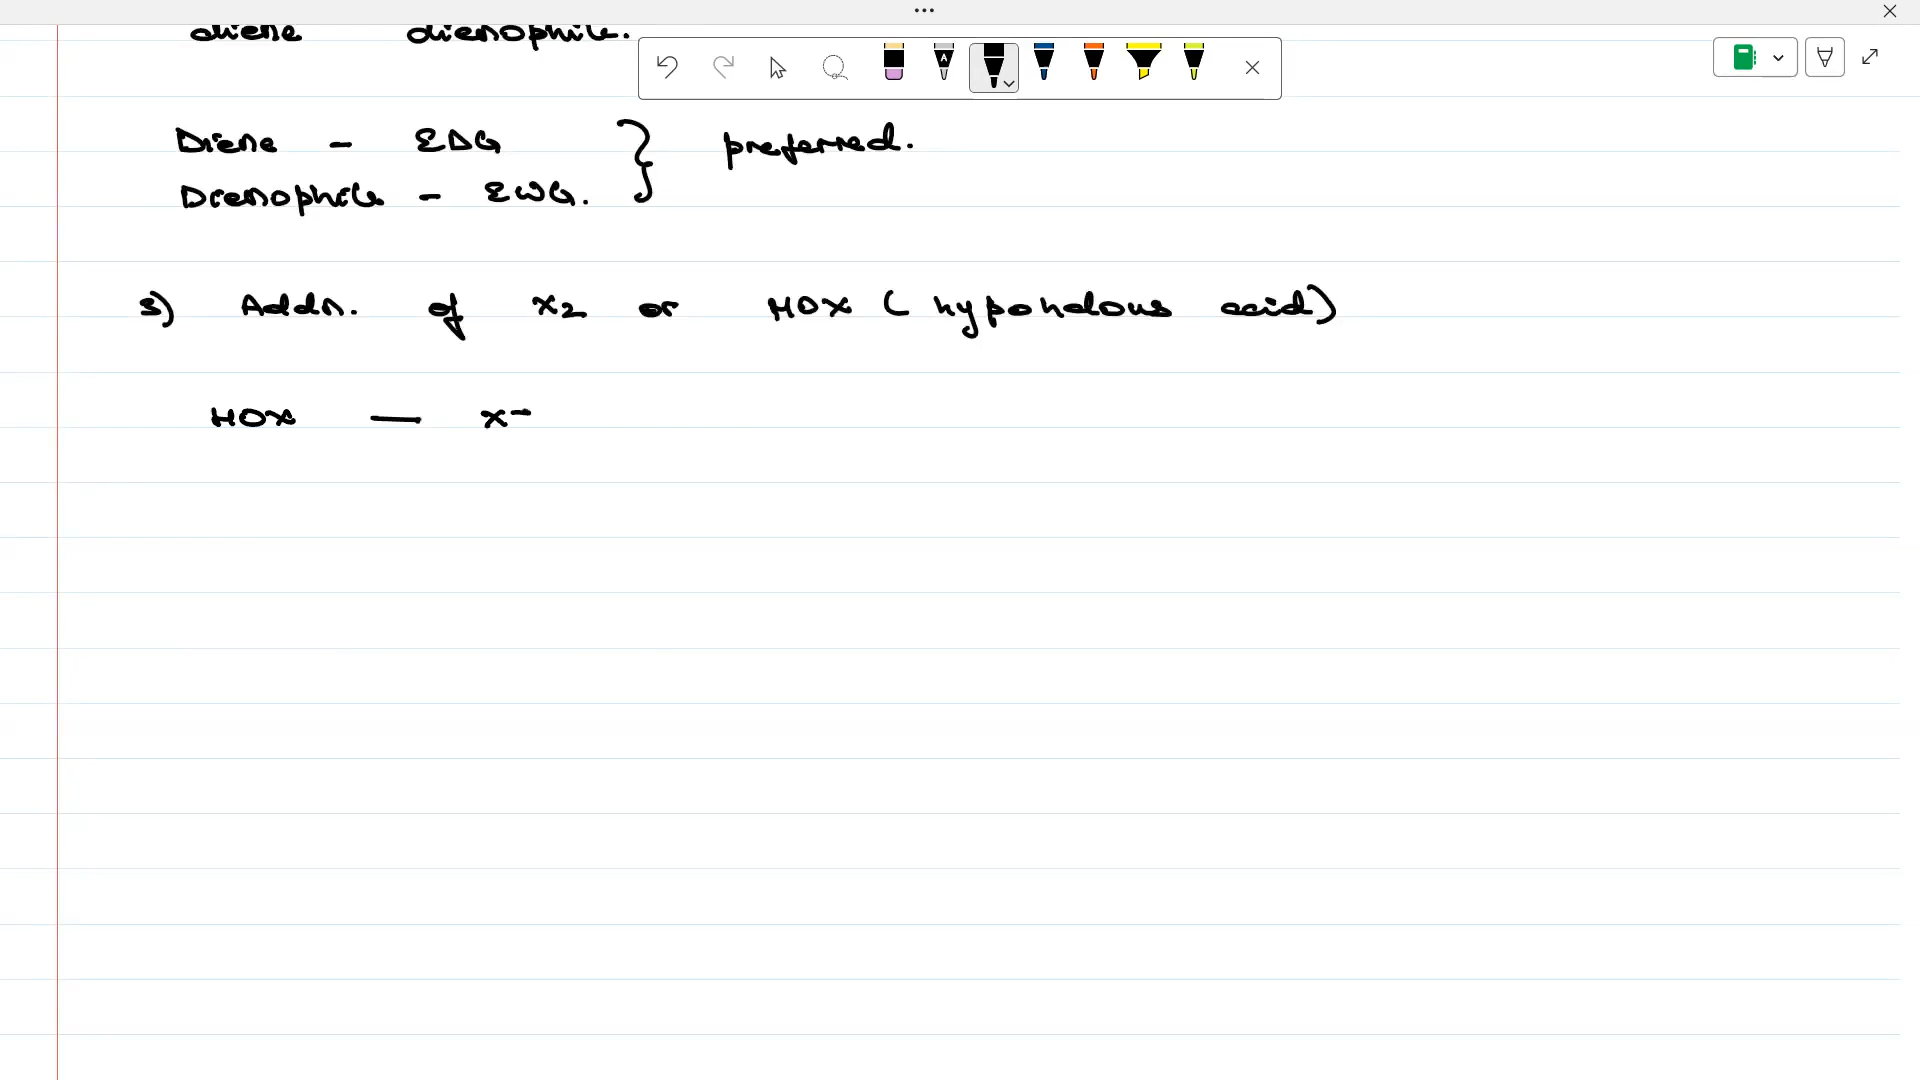 diene dienophile.
Diene - EDG } preferred.
Dienophile - EWG.
3) Addn. of X2 or HOX ( hypohalous acid)
HOX — X-